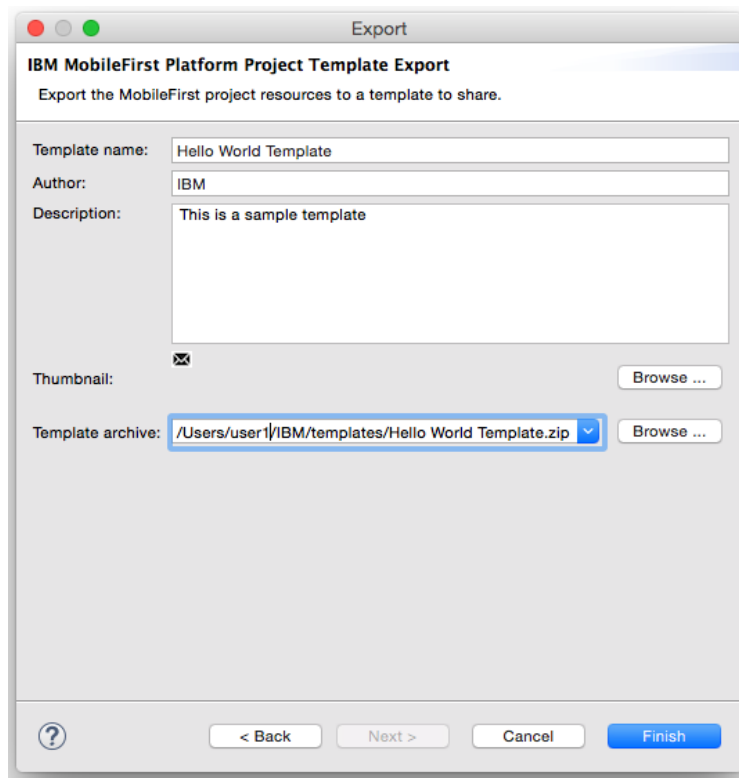 Export
IBM MobileFirst Platform Project Template Export
Export the MobileFirst project resources to a template to share.
Template name: Hello World Template
Author: IBM
Description: This is a sample template
Thumbnail: Browse ...
Template archive: /Users/user1/IBM/templates/Hello World Template.zip Browse ...
? < Back Next > Cancel Finish